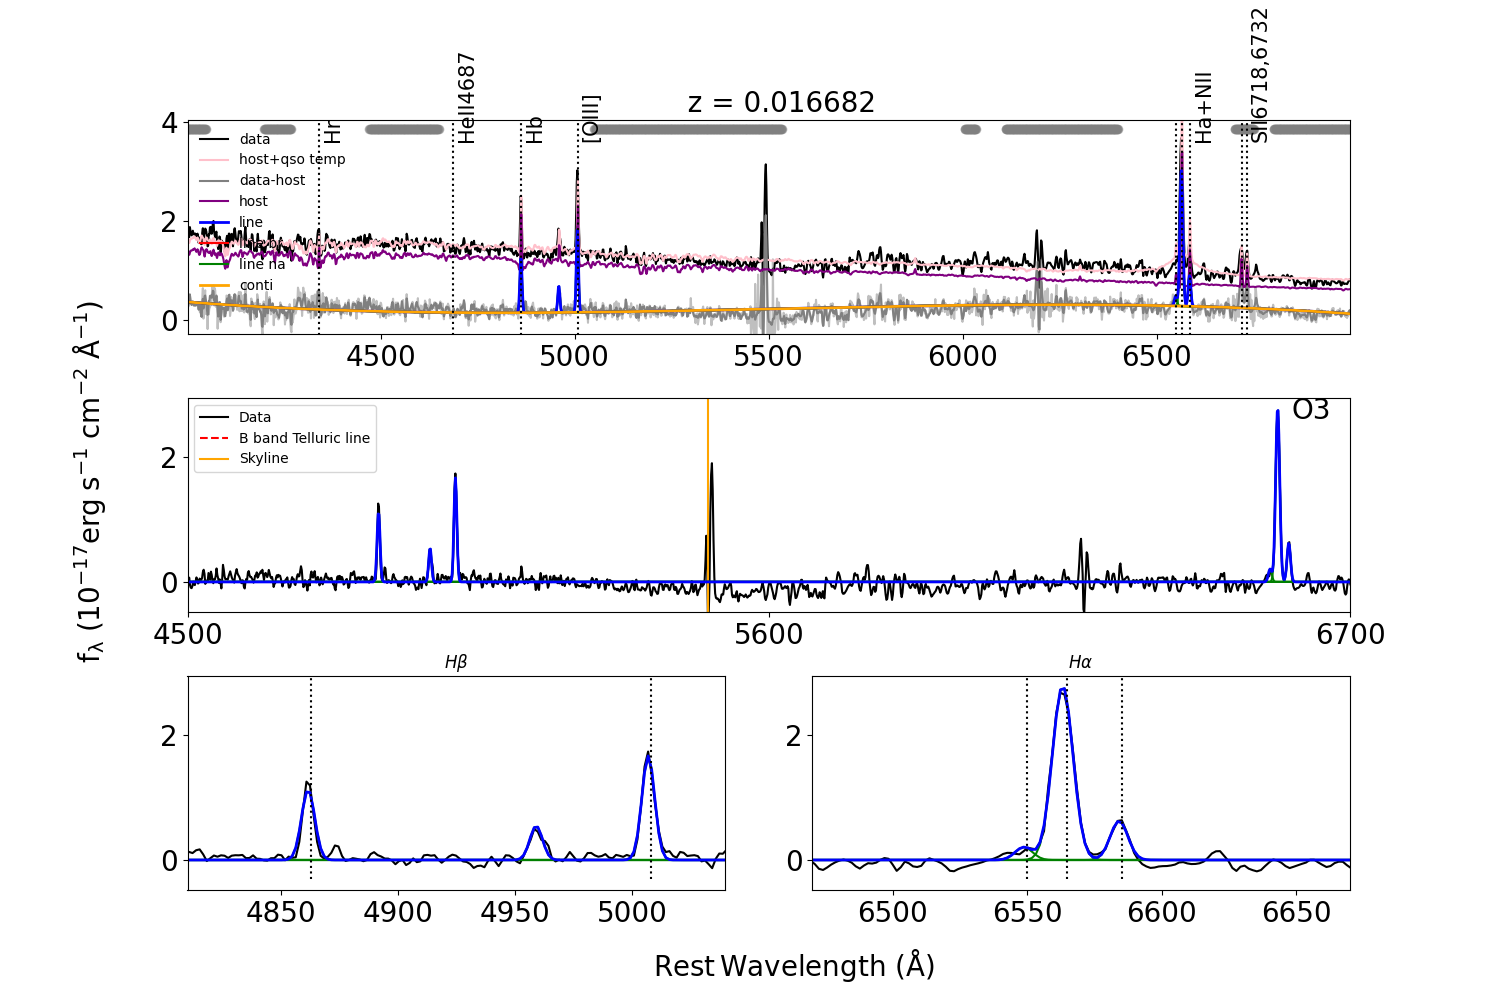 z = 0.016682
Hr
HeII4687
Hb
[OIII]
Ha+NII
SII6718,6732
4
2
0
data
host+qso temp
data-host
host
line
line br
line na
conti
4500
5000
5500
6000
6500
fλ (10⁻¹⁷erg s⁻¹ cm⁻² Å⁻¹)
Data
B band Telluric line
Skyline
O3
2
0
4500
5600
6700
Hβ
2
0
4850
4900
4950
5000
Hα
2
0
6500
6550
6600
6650
Rest Wavelength (Å)